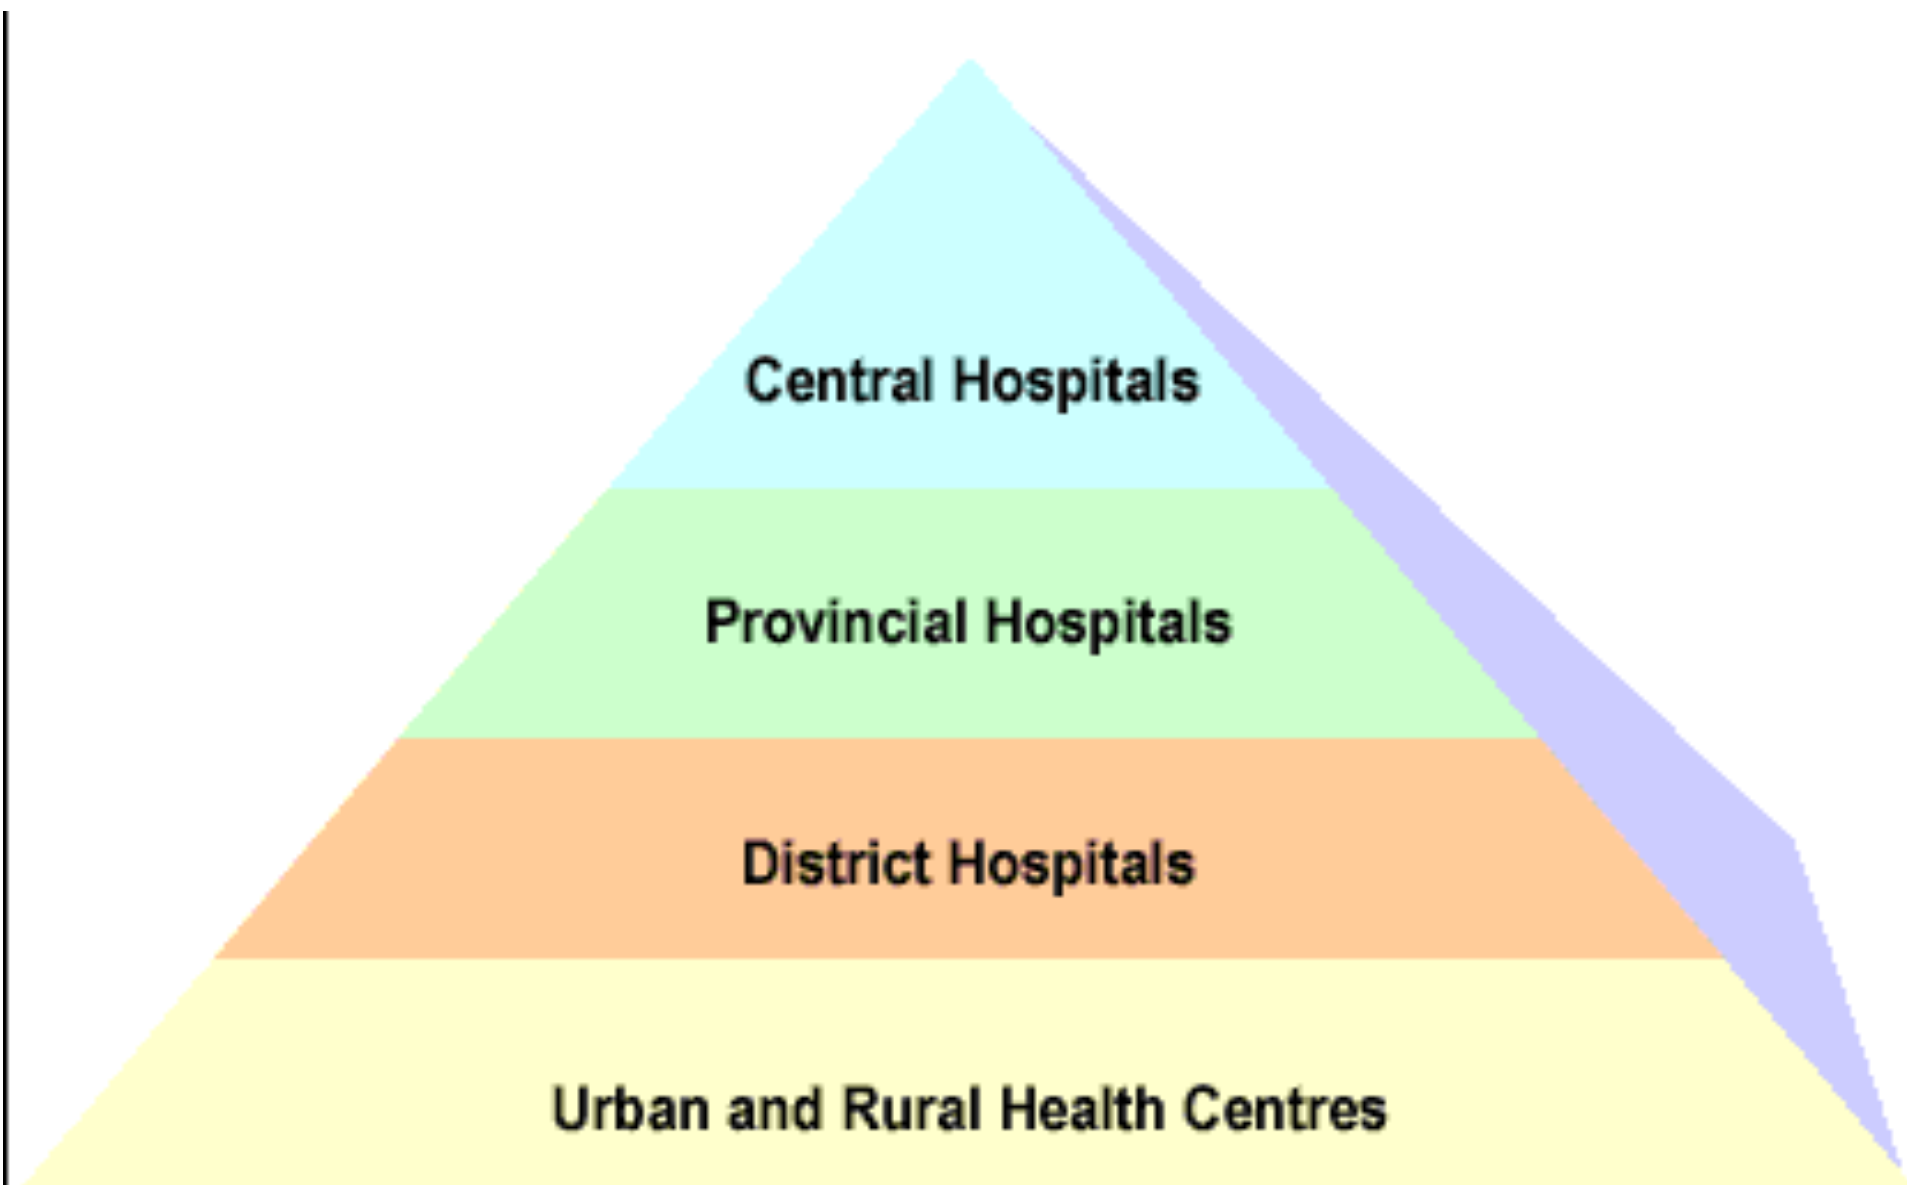 Central Hospitals
Provincial Hospitals
District Hospitals
Urban and Rural Health Centres